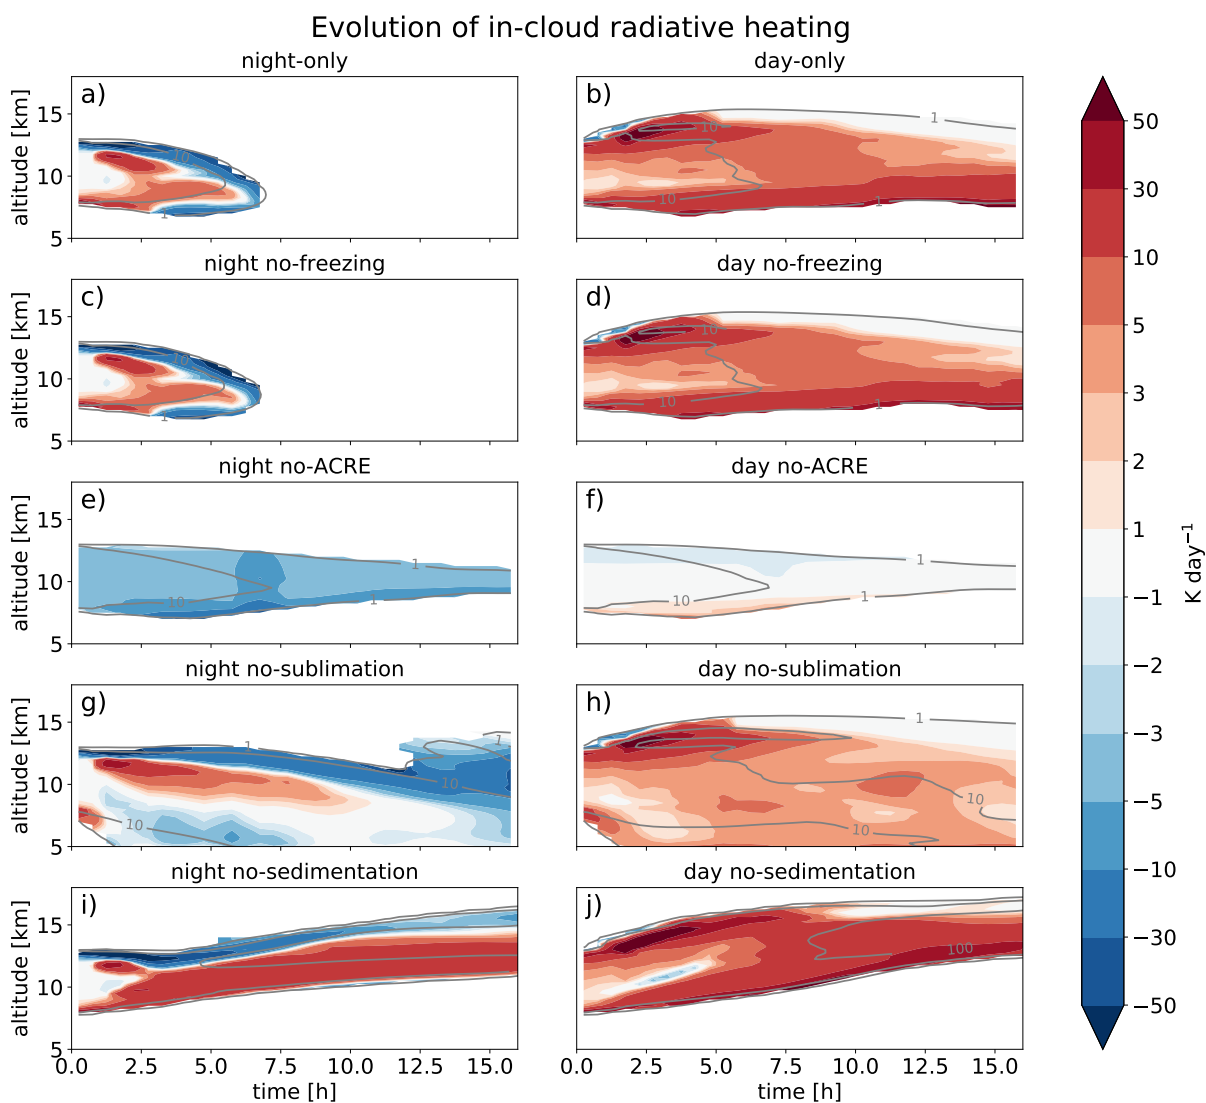 Evolution of in-cloud radiative heating
night-only
day-only
a)
b)
altitude [km]
15
10
5
10
1
1
10
10
1
night no-freezing
day no-freezing
c)
d)
altitude [km]
15
10
5
10
1
10
10
1
night no-ACRE
day no-ACRE
e)
f)
altitude [km]
15
10
5
1
10
1
1
10
1
night no-sublimation
day no-sublimation
g)
h)
altitude [km]
15
10
5
1
1
10
10
1
10
10
night no-sedimentation
day no-sedimentation
i)
j)
altitude [km]
15
10
5
100
0.0 2.5 5.0 7.5 10.0 12.5 15.0
0.0 2.5 5.0 7.5 10.0 12.5 15.0
time [h]
time [h]
50
30
10
5
3
2
1
−1
−2
−3
−5
−10
−30
−50
K day⁻¹